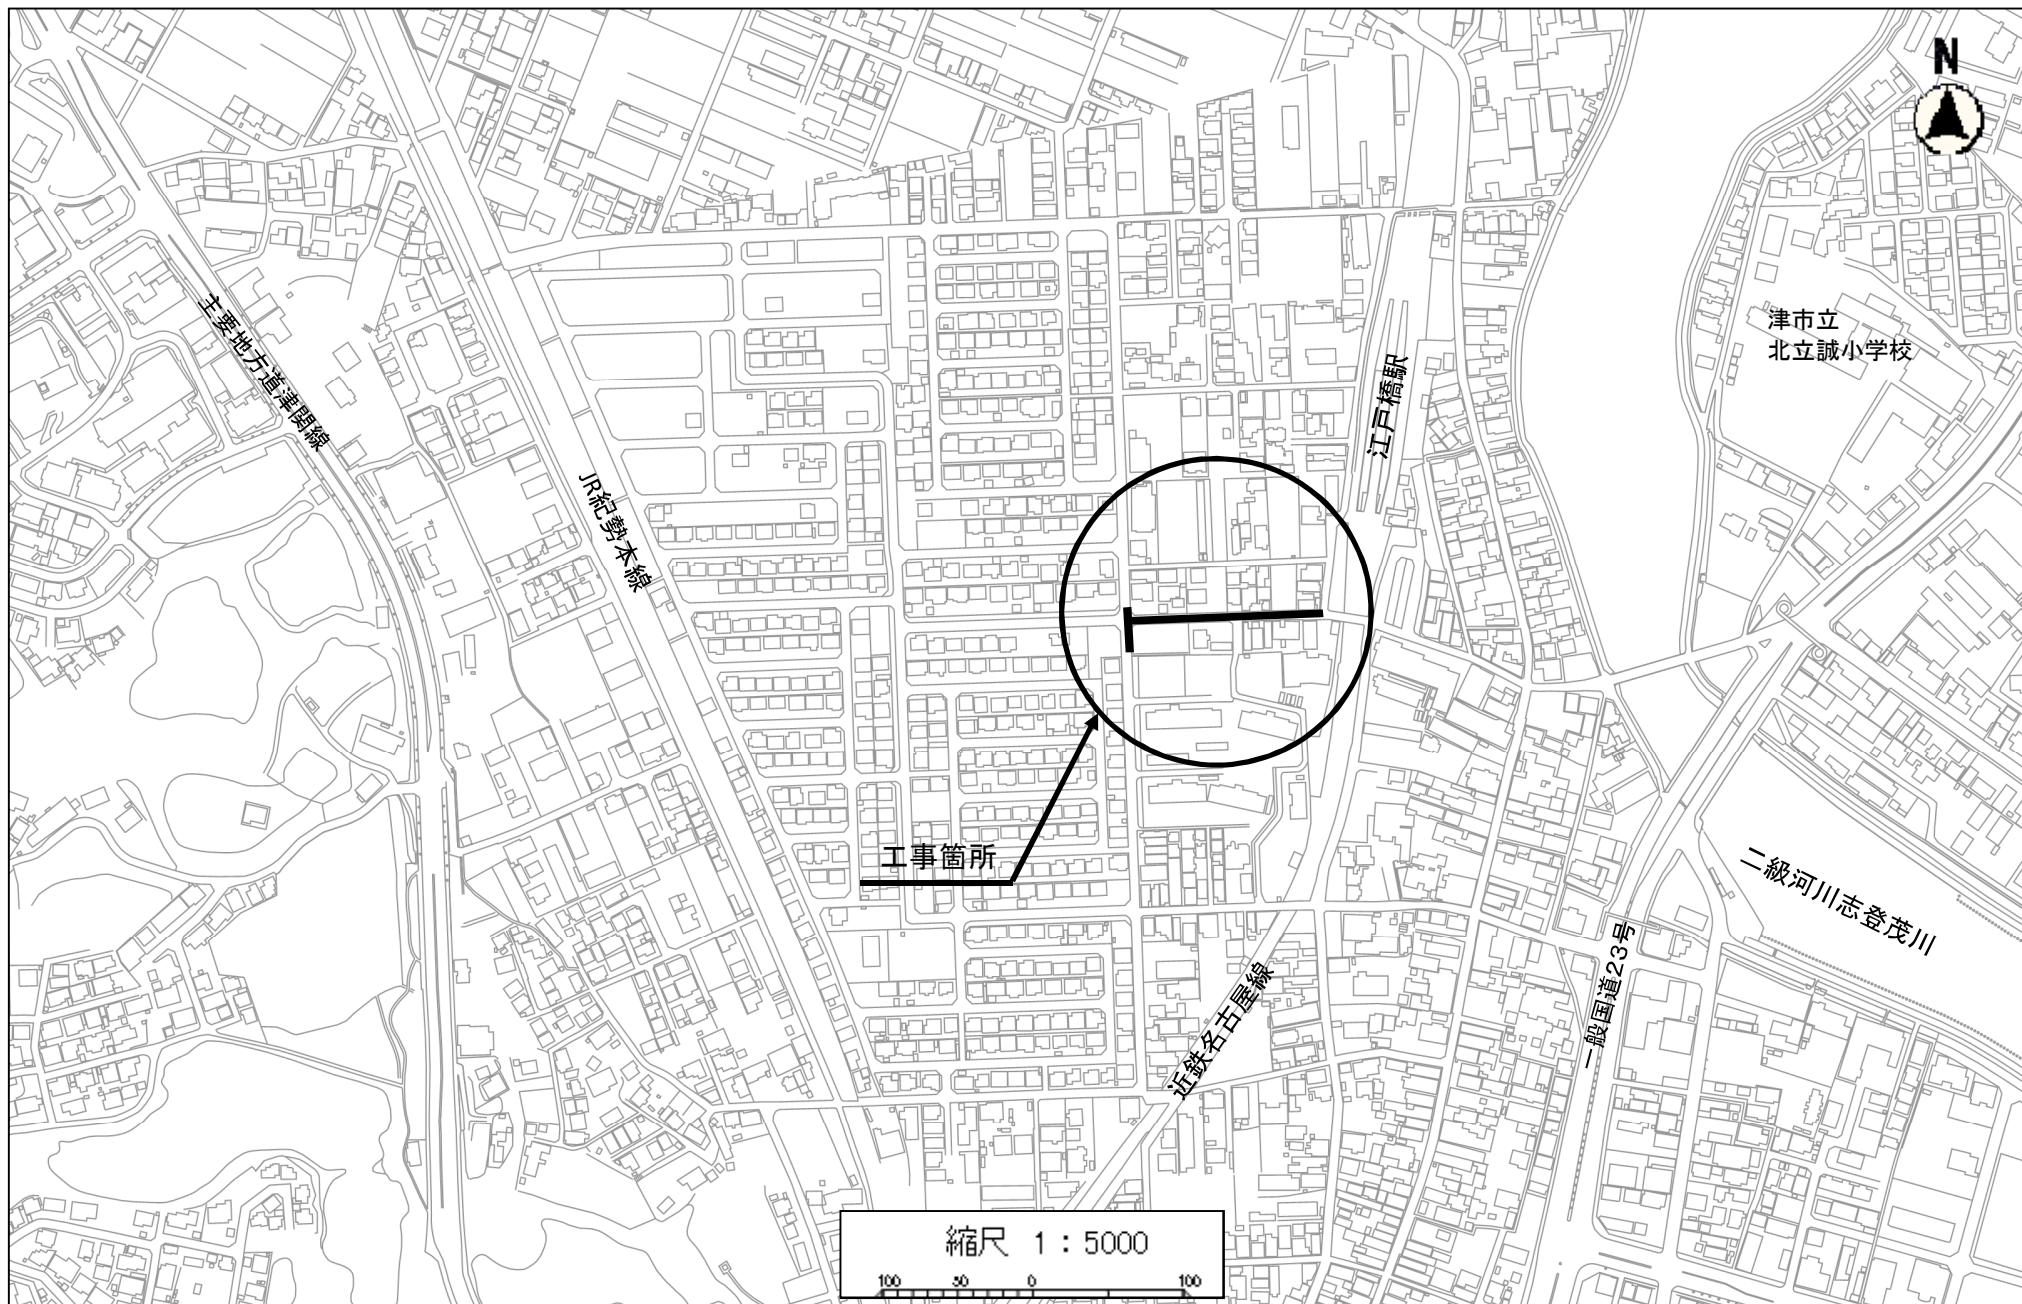 N
主要地方道津関線
津市立
北立誠小学校
江戸橋駅
JR紀勢本線
工事箇所
二級河川志登茂川
一般国道23号
近鉄名古屋線
縮尺 1:5000
100 50 0 100